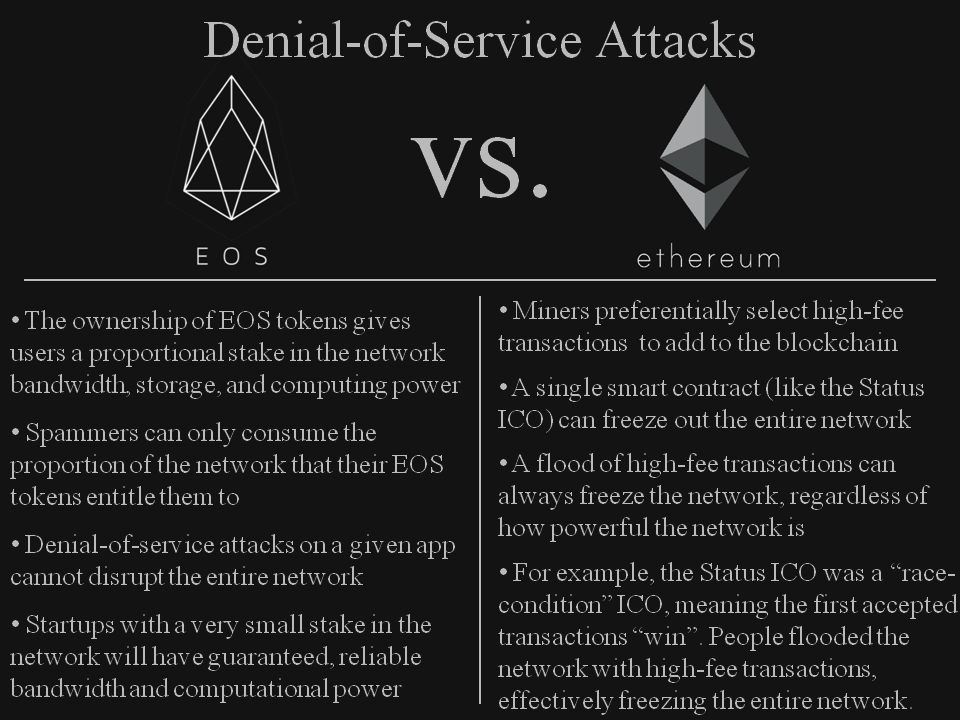 Denial-of-Service Attacks
vs.
EOS
ethereum
• The ownership of EOS tokens gives
users a proportional stake in the network
bandwidth, storage, and computing power
• Spammers can only consume the
proportion of the network that their EOS
tokens entitle them to
• Denial-of-service attacks on a given app
cannot disrupt the entire network
• Startups with a very small stake in the
network will have guaranteed, reliable
bandwidth and computational power
• Miners preferentially select high-fee
transactions to add to the blockchain
• A single smart contract (like the Status
ICO) can freeze out the entire network
• A flood of high-fee transactions can
always freeze the network, regardless of
how powerful the network is
• For example, the Status ICO was a “race-
condition” ICO, meaning the first accepted
transactions “win”. People flooded the
network with high-fee transactions,
effectively freezing the entire network.